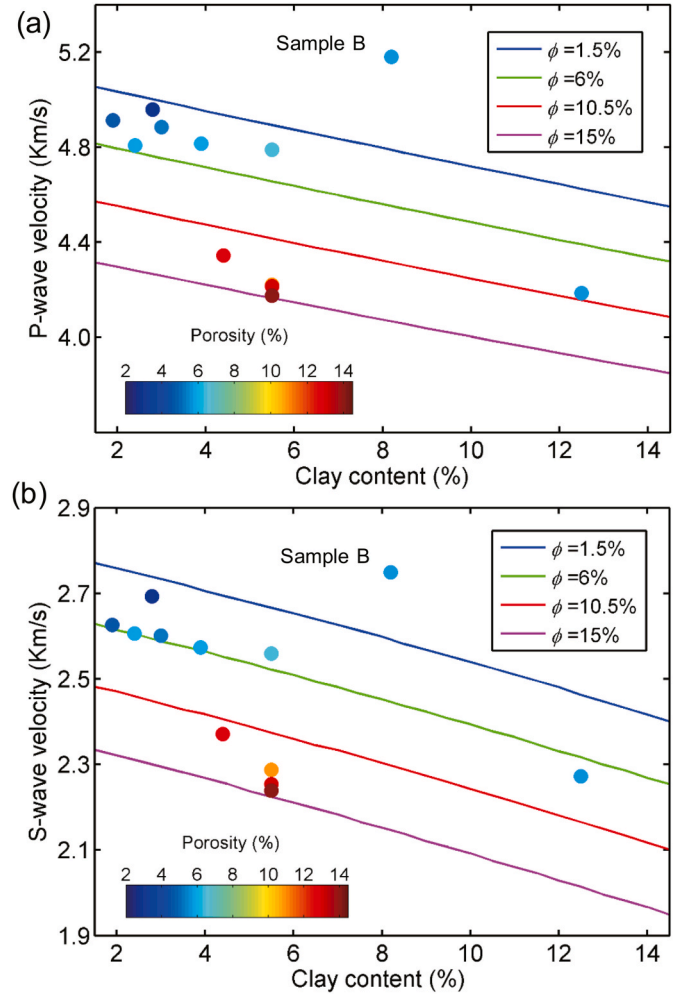 (a)
5.2
4.8
4.4
4.0
P-wave velocity (Km/s)
Sample B
ϕ =1.5%
ϕ =6%
ϕ =10.5%
ϕ =15%
Porosity (%)
2 4 6 8 10 12 14
2 4 6 8 10 12 14
Clay content (%)
(b)
2.9
2.7
2.5
2.3
2.1
1.9
S-wave velocity (Km/s)
Sample B
ϕ =1.5%
ϕ =6%
ϕ =10.5%
ϕ =15%
Porosity (%)
2 4 6 8 10 12 14
2 4 6 8 10 12 14
Clay content (%)